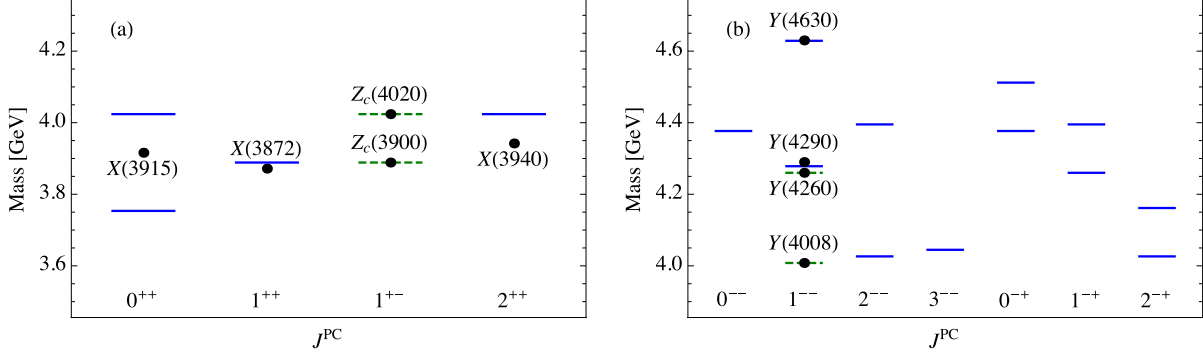 (a)
Mass [GeV]
4.2
4.0
3.8
3.6
X(3915)
X(3872)
Z_c(4020)
Z_c(3900)
X(3940)
0⁺⁺
1⁺⁺
1⁺⁻
2⁺⁺
J^PC
(b)
Mass [GeV]
4.6
4.4
4.2
4.0
Y(4630)
Y(4290)
Y(4260)
Y(4008)
0⁻⁻
1⁻⁻
2⁻⁻
3⁻⁻
0⁻⁺
1⁻⁺
2⁻⁺
J^PC